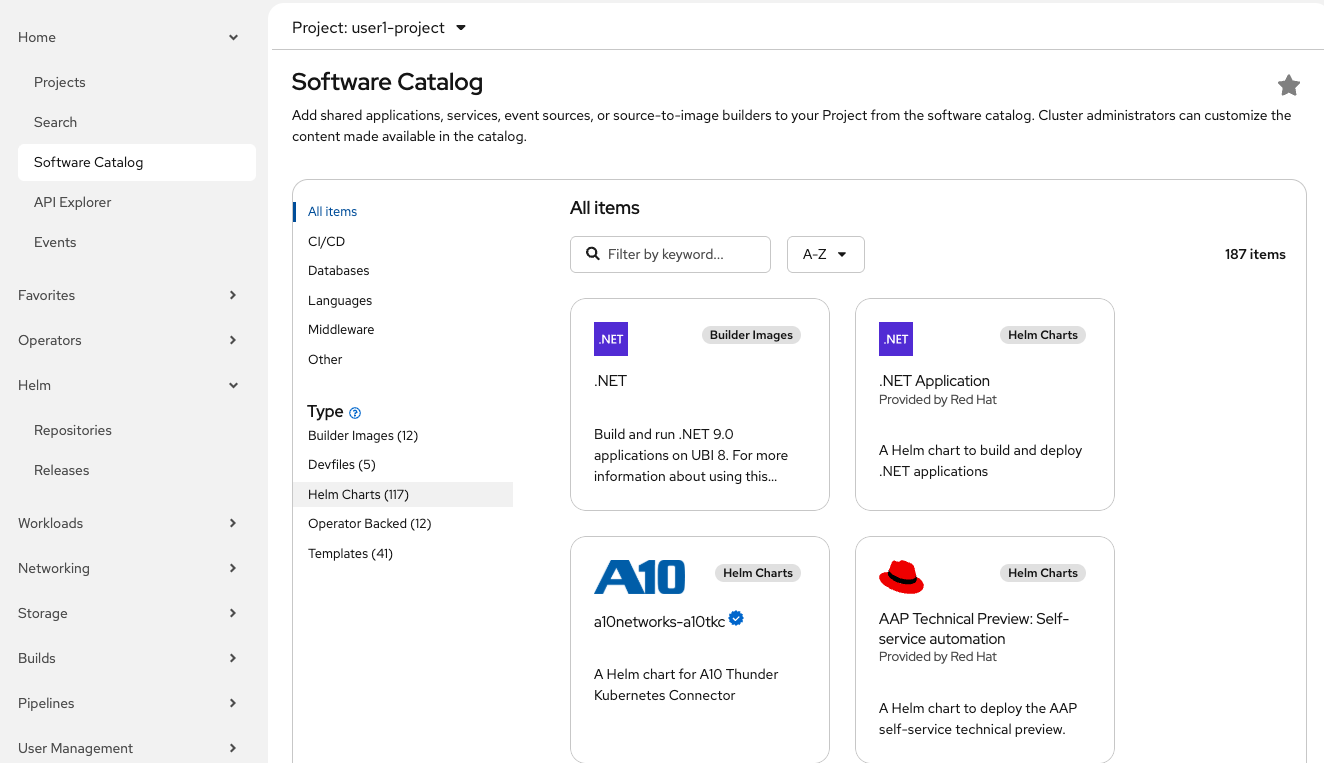 Home
Projects
Search
Software Catalog
API Explorer
Events
Favorites
Operators
Helm
Repositories
Releases
Workloads
Networking
Storage
Builds
Pipelines
User Management
Project: user1-project
Software Catalog
Add shared applications, services, event sources, or source-to-image builders to your Project from the software catalog. Cluster administrators can customize the
content made available in the catalog.
All items
CI/CD
Databases
Languages
Middleware
Other
Type
Builder Images (12)
Devfiles (5)
Helm Charts (117)
Operator Backed (12)
Templates (41)
All items
Filter by keyword...
A-Z
187 items
.NET
Builder Images
.NET
Build and run .NET 9.0
applications on UBI 8. For more
information about using this...
.NET
Helm Charts
.NET Application
Provided by Red Hat
A Helm chart to build and deploy
.NET applications
A10
Helm Charts
a10networks-a10tkc
A Helm chart for A10 Thunder
Kubernetes Connector
Helm Charts
AAP Technical Preview: Self-
service automation
Provided by Red Hat
A Helm chart to deploy the AAP
self-service technical preview.